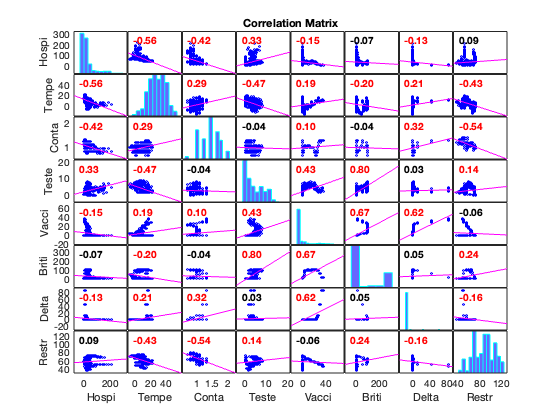 Correlation Matrix
Hospi 300 200 100 0 -0.56 -0.42 0.33 -0.15 -0.07 -0.13 0.09
Tempe 40 20 0 -0.56 0.29 -0.47 0.19 -0.20 0.21 -0.43
Conta 2 1 -0.42 0.29 -0.04 0.10 -0.04 0.32 -0.54
Teste 20 10 0 0.33 -0.47 -0.04 0.43 0.80 0.03 0.14
Vacci 60 40 20 0 -20 -0.15 0.19 0.10 0.43 0.67 0.62 -0.06
Briti 300 200 100 0 -0.07 -0.20 -0.04 0.80 0.67 0.05 0.24
Delta 60 40 20 0 -20 -0.13 0.21 0.32 0.03 0.62 0.05 -0.16
Restr 120 100 80 60 40 0.09 -0.43 -0.54 0.14 -0.06 0.24 -0.16
0 200 0 20 40 1 1.5 2 0 10 20 0 40 0 200 0 40 80 40 80 120
Hospi Tempe Conta Teste Vacci Briti Delta Restr